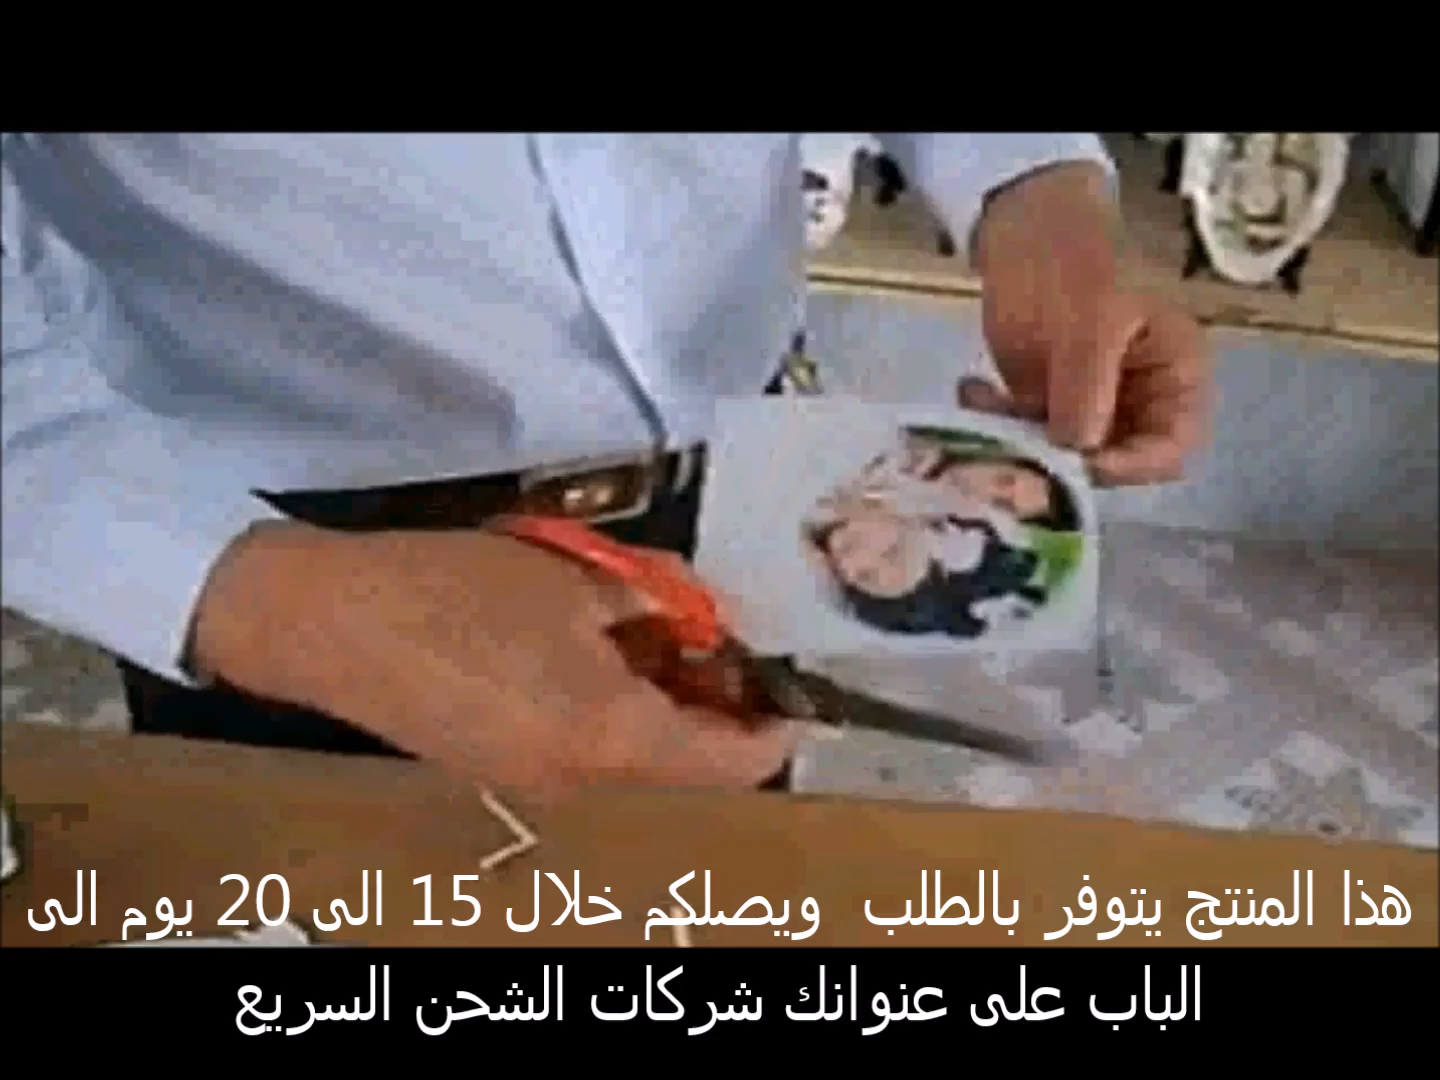 هذا المنتج يتوفر بالطلب ويصلكم خلال 15 الى 20 يوم الى
الباب على عنوانك شركات الشحن السريع